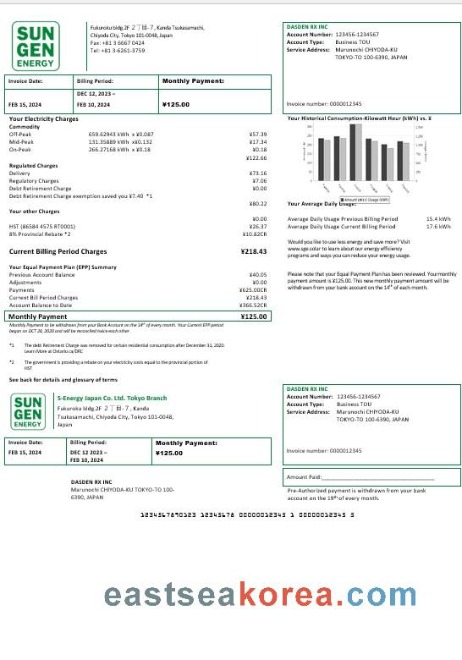 SUN
GEN
ENERGY
Fukurokubldg.2F 2丁目-7, Kanda Tsukasamachi,
Chiyoda City, Tokyo 101-0048, Japan
Fax: +81 3 6667 0424
Tel: +81 3-6261-3759
DASDEN RX INC
Account Number: 123456-1234567
Account Type: Business TOU
Service Address: Marunochi CHIYODA-KU
TOKYO-TO 100-6390, JAPAN
Invoice number: 0000012345
Invoice Date:
Billing Period:
Monthly Payment:
FEB 15, 2024
DEC 12, 2023 –
FEB 10, 2024
¥125.00
Your Electricity Charges
Commodity
Off-Peak 659.62943 kWh x ¥0.087 ¥57.39
Mid-Peak 131.35889 kWh x¥0.132 ¥17.34
On-Peak 266.27168 kWh x ¥0.18 ¥0.18
¥122.66
Regulated Charges
Delivery ¥73.16
Regulatory Charges ¥7.06
Debt Retirement Charge ¥0.00
Debt Retirement Charge exemption saved you ¥7.40 *1
¥80.22
Your other Charges
¥0.00
HST (86584 4575 RT0001) ¥26.37
8% Provincial Rebate *2 ¥10.82CR
Current Billing Period Charges ¥218.43
Your Equal Payment Plan (EPP) Summary
Previous Account Balance ¥40.05
Adjustments ¥0.00
Payments ¥625.00CR
Current Bill Period Charges ¥218.43
Account Balance to Date ¥366.52CR
Monthly Payment ¥125.00
Monthly Payment to be withdrawn from your Bank Account on the 14th of every month. Your Current EPP period
began on OCT 26, 2020 and will be reconciled twice each other
*1 The debt Retirement Charge was removed for certain residential consumption after December 31, 2020.
Learn More at Ontario.ca/DRC
*2 The government is providing a rebate on your electricity costs equal to the provincial portion of
HST
See back for details and glossary of terms
Your Historical Consumption-Kilowatt Hour (kWh) vs. ¥
Your Average Daily Usage:
Average Daily Usage Previous Billing Period 15.4 kWh
Average Daily Usage Current Billing Period 17.6 kWh
Would you like to use less energy and save more? Visit
www.sge.color to learn about our energy efficiency
programs and ways you can reduce your energy usage.
Please note that your Equal Payment Plan has been reviewed. Your monthly
payment amount is ¥125.00. This new monthly payment amount will be
withdrawn from your bank account on the 14th of each month.
SUN
GEN
ENERGY
S-Energy Japan Co. Ltd. Tokyo Branch
Fukuroku bldg.2F 2丁目-7, Kanda
Tsukasamachi, Chiyoda City, Tokyo 101-0048,
Japan
DASDEN RX INC
Account Number: 123456-1234567
Account Type: Business TOU
Service Address: Marunochi CHIYODA-KU
TOKYO-TO 100-6390, JAPAN
Invoice number: 0000012345
Invoice Date:
Billing Period:
Monthly Payment:
FEB 15, 2024
DEC 12 2023 –
FEB 10, 2024
¥125.00
Amount Paid:
DASDEN RX INC
Marunochi CHIYODA-KU TOKYO-TO 100-
6390, JAPAN
Pre-Authorized payment is withdrawn from your bank
account on the 19th of every month.
1234567890123 12345678 00000012345 1 00000012345 5
eastseakorea.com